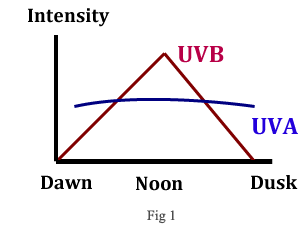 Intensity
UVB
UVA
Dawn Noon Dusk
Fig 1